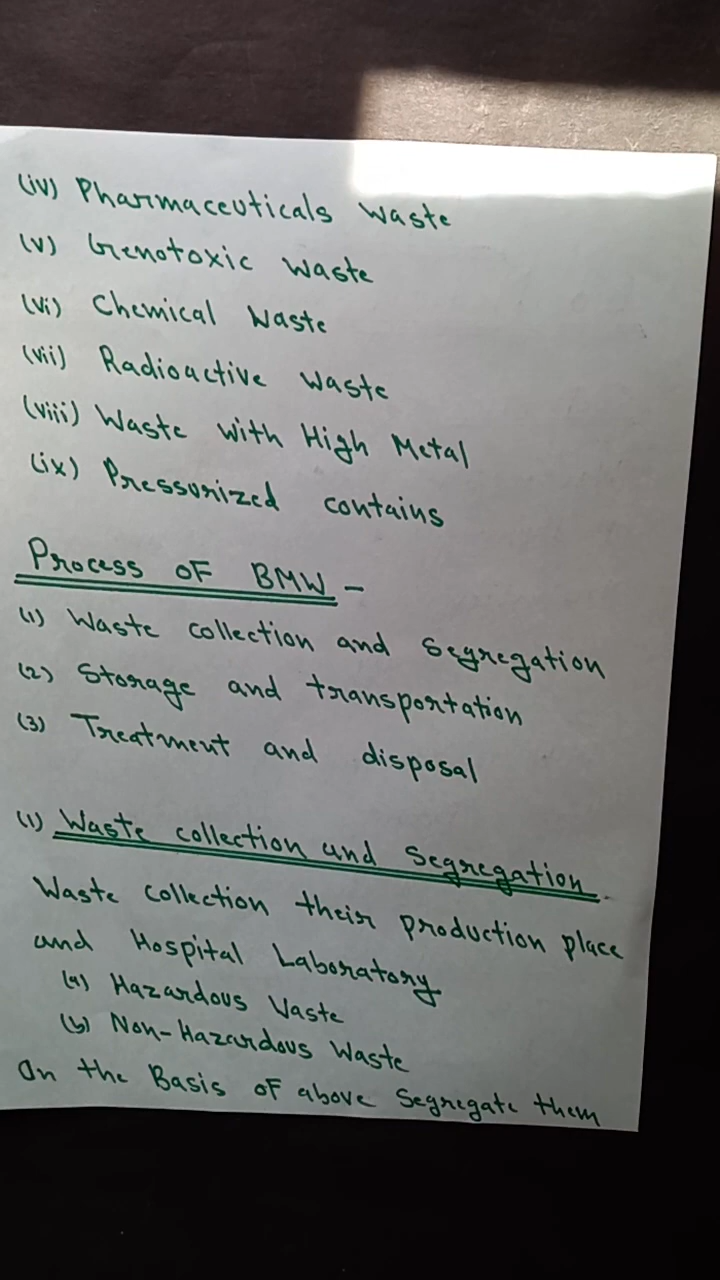 (iv) Pharmaceuticals Waste
(v) Genotoxic Waste
(vi) Chemical Waste
(vii) Radioactive Waste
(viii) Waste with High Metal
(ix) Pressurized contains
Process of BMW -
(1) Waste collection and Segregation
(2) Storage and transportation
(3) Treatment and disposal
(1) Waste collection and Segregation
Waste Collection their production place
and Hospital Laboratory
(a) Hazardous Waste
(b) Non-Hazardous Waste
On the Basis of above Segregate them